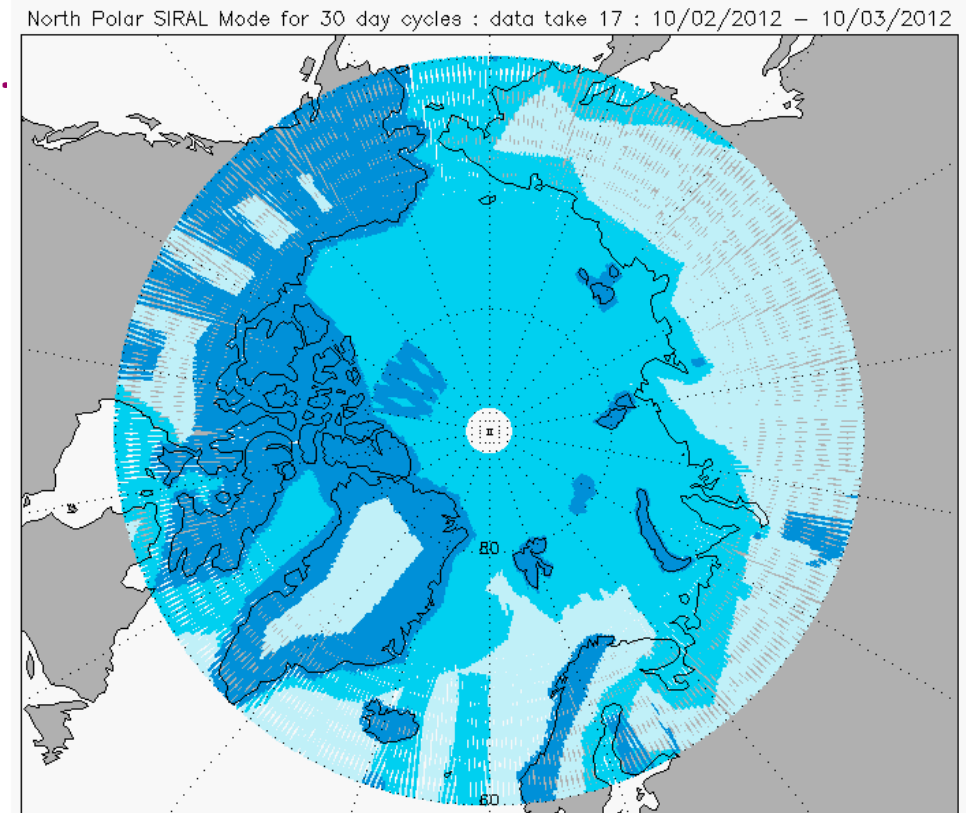 North Polar SIRAL Mode for 30 day cycles : data take 17 : 10/02/2012 – 10/03/2012
80
60